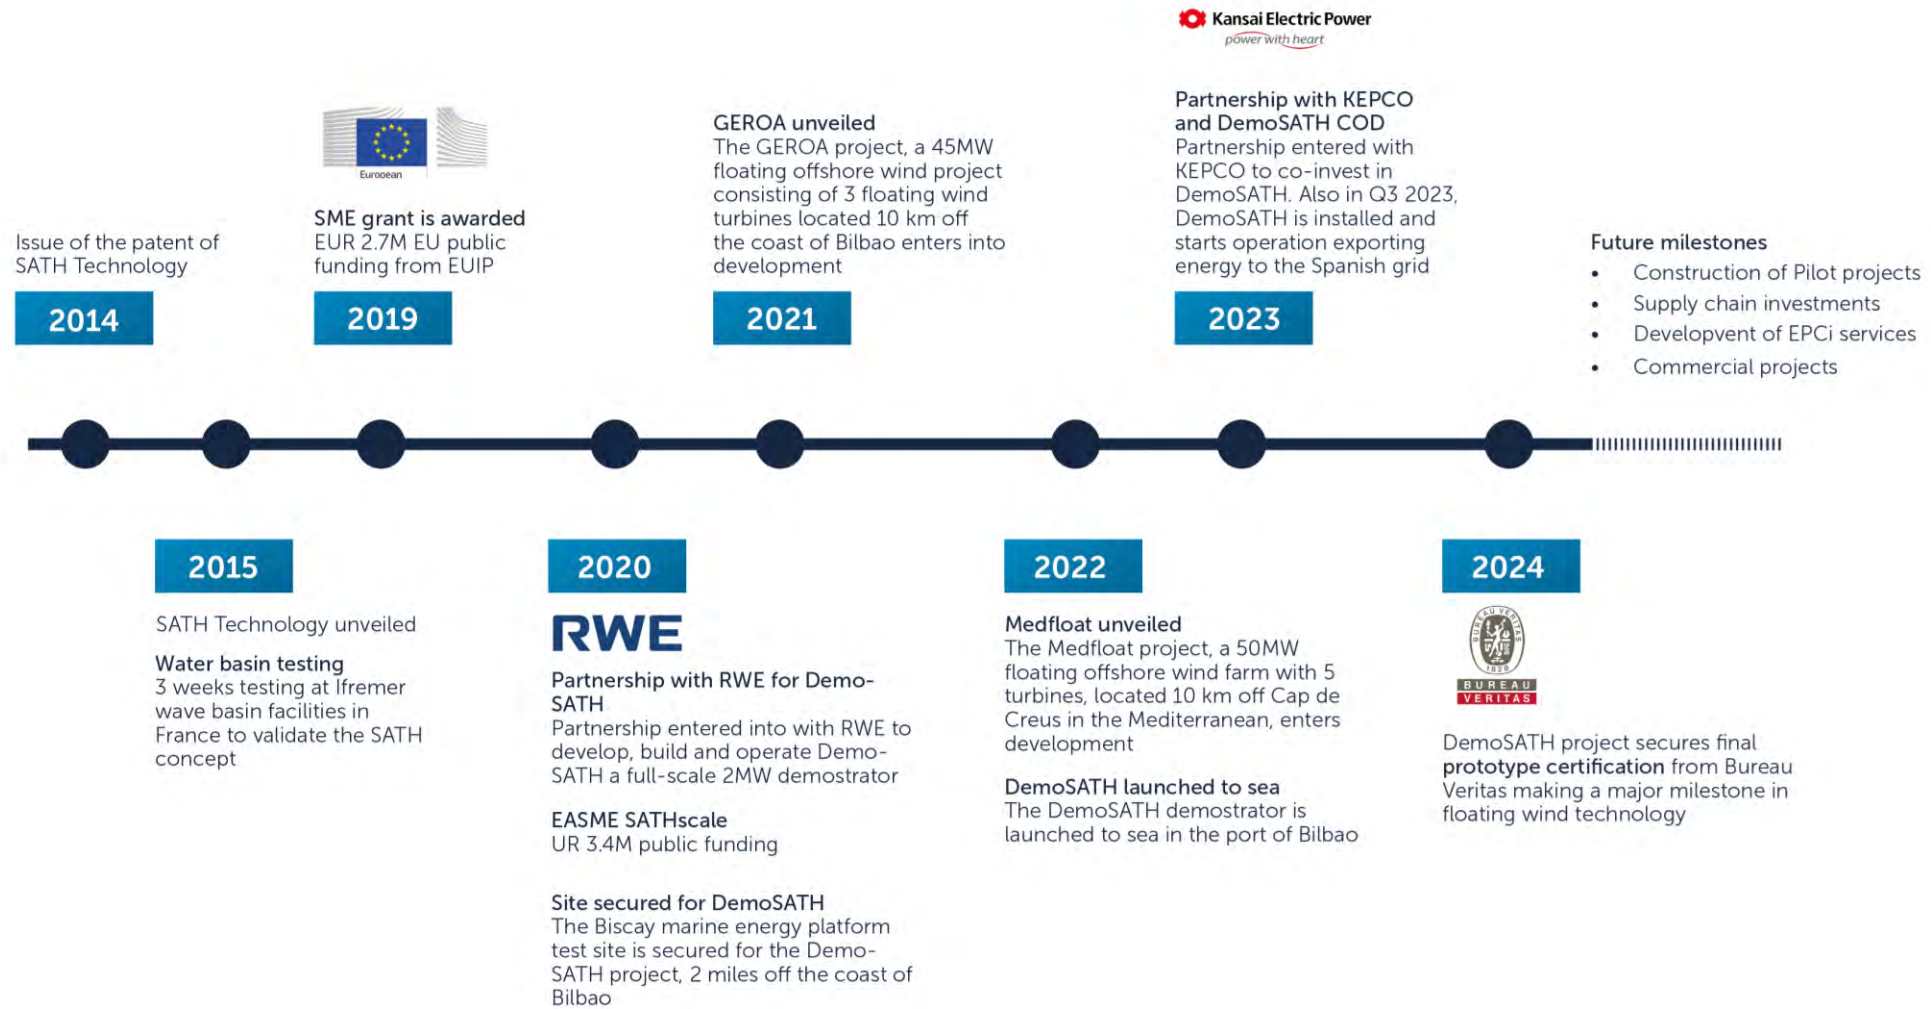 Kansai Electric Power
power with heart
European
Issue of the patent of
SATH Technology
2014
SME grant is awarded
EUR 2.7M EU public
funding from EUIP
2019
GEROA unveiled
The GEROA project, a 45MW
floating offshore wind project
consisting of 3 floating wind
turbines located 10 km off
the coast of Bilbao enters into
development
2021
Partnership with KEPCO
and DemoSATH COD
Partnership entered with
KEPCO to co-invest in
DemoSATH. Also in Q3 2023,
DemoSATH is installed and
starts operation exporting
energy to the Spanish grid
2023
Future milestones
• Construction of Pilot projects
• Supply chain investments
• Developvent of EPCi services
• Commercial projects
2015
SATH Technology unveiled
Water basin testing
3 weeks testing at Ifremer
wave basin facilities in
France to validate the SATH
concept
2020
RWE
Partnership with RWE for Demo-
SATH
Partnership entered into with RWE to
develop, build and operate Demo-
SATH a full-scale 2MW demostrator
EASME SATHscale
UR 3.4M public funding
Site secured for DemoSATH
The Biscay marine energy platform
test site is secured for the Demo-
SATH project, 2 miles off the coast of
Bilbao
2022
Medfloat unveiled
The Medfloat project, a 50MW
floating offshore wind farm with 5
turbines, located 10 km off Cap de
Creus in the Mediterranean, enters
development
DemoSATH launched to sea
The DemoSATH demostrator is
launched to sea in the port of Bilbao
2024
BUREAU VERITAS
1828
BUREAU
VERITAS
DemoSATH project secures final
prototype certification from Bureau
Veritas making a major milestone in
floating wind technology